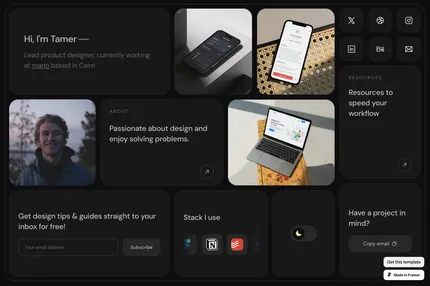 Hi, I'm Tamer —
Lead product designer; currently working
at mano based in Cairo
RESOURCES
Resources to
speed your
workflow
ABOUT
Passionate about design and
enjoy solving problems.
Get design tips & guides straight to your
inbox for free!
Your email address
Subscribe
Stack I use
Have a project in
mind?
Copy email
Get this template
Made in Framer